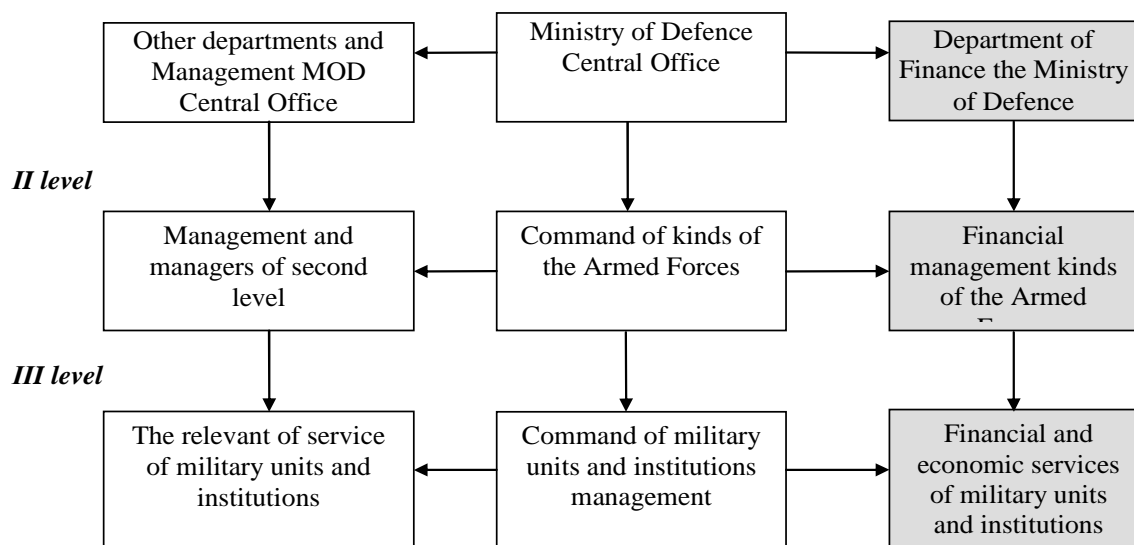 Other departments and
Management MOD
Central Office
Ministry of Defence
Central Office
Department of
Finance the Ministry
of Defence
II level
Management and
managers of second
level
Command of kinds of
the Armed Forces
Financial
management kinds
of the Armed
III level
The relevant of service
of military units and
institutions
Command of military
units and institutions
management
Financial and
economic services
of military units
and institutions